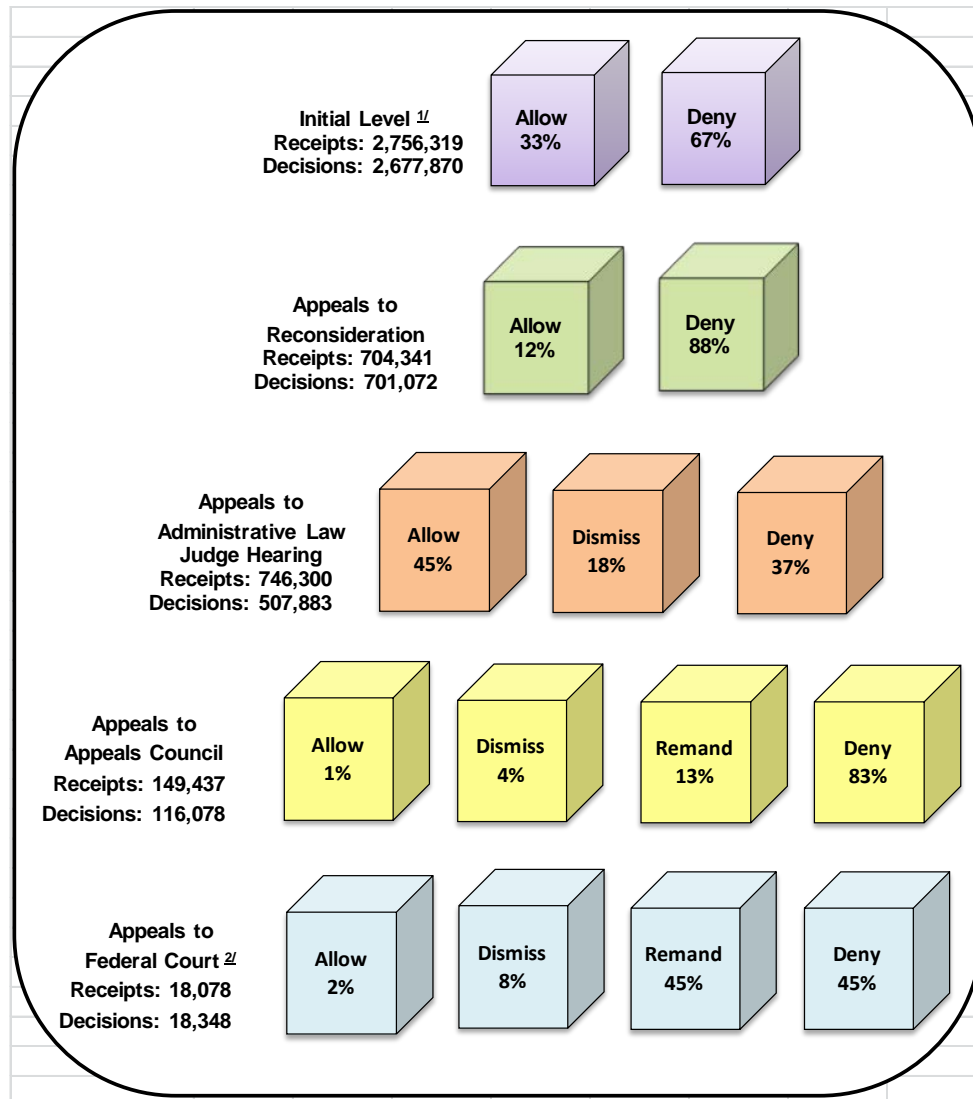 Initial Level 1/
Receipts: 2,756,319
Decisions: 2,677,870
Allow
33%
Deny
67%
Appeals to
Reconsideration
Receipts: 704,341
Decisions: 701,072
Allow
12%
Deny
88%
Appeals to
Administrative Law
Judge Hearing
Receipts: 746,300
Decisions: 507,883
Allow
45%
Dismiss
18%
Deny
37%
Appeals to
Appeals Council
Receipts: 149,437
Decisions: 116,078
Allow
1%
Dismiss
4%
Remand
13%
Deny
83%
Appeals to
Federal Court 2/
Receipts: 18,078
Decisions: 18,348
Allow
2%
Dismiss
8%
Remand
45%
Deny
45%